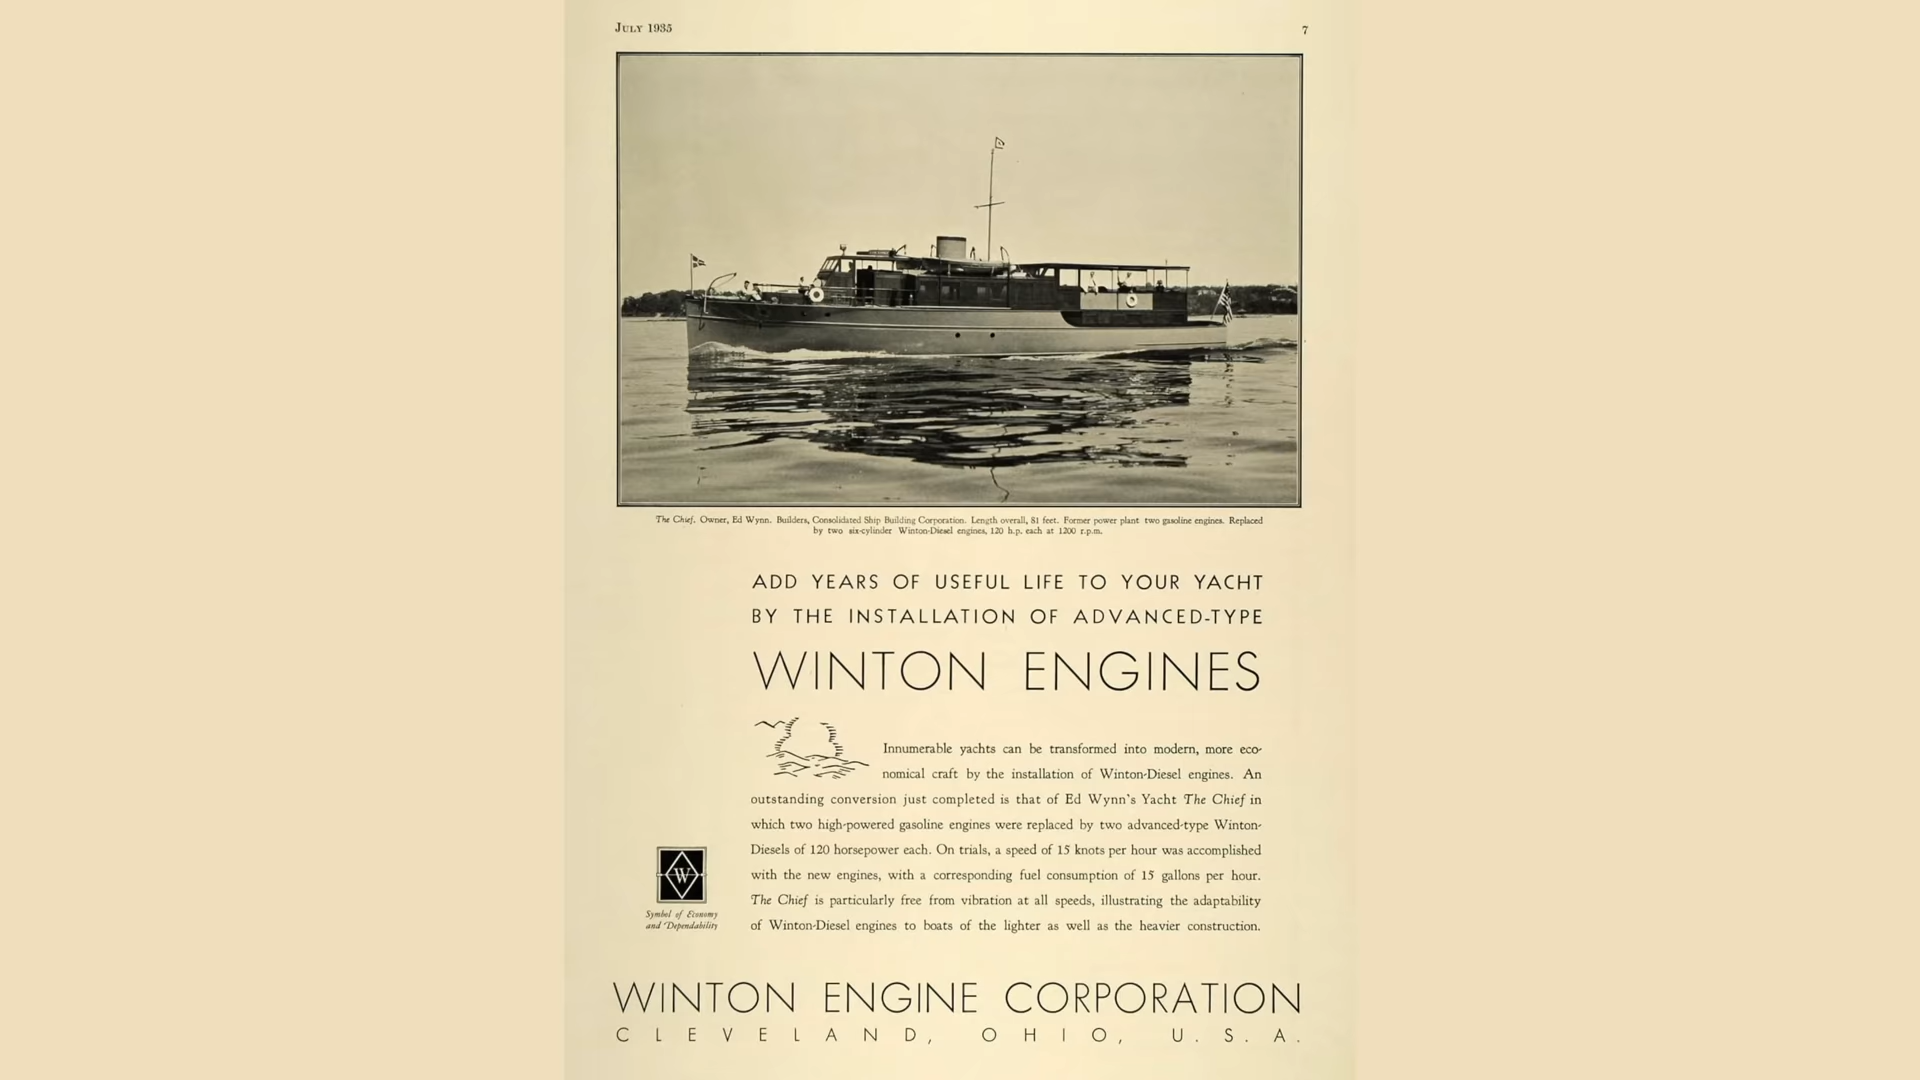 July 1935
7
The Chief. Owner, Ed Wynn. Builders, Consolidated Ship Building Corporation. Length overall, 81 feet. Former power plant two gasoline engines. Replaced
by two six-cylinder Winton-Diesel engines, 120 h.p. each at 1200 r.p.m.
ADD YEARS OF USEFUL LIFE TO YOUR YACHT
BY THE INSTALLATION OF ADVANCED-TYPE
WINTON ENGINES
Innumerable yachts can be transformed into modern, more eco-
nomical craft by the installation of Winton-Diesel engines. An
outstanding conversion just completed is that of Ed Wynn's Yacht The Chief in
which two high-powered gasoline engines were replaced by two advanced-type Winton-
Diesels of 120 horsepower each. On trials, a speed of 15 knots per hour was accomplished
with the new engines, with a corresponding fuel consumption of 15 gallons per hour.
The Chief is particularly free from vibration at all speeds, illustrating the adaptability
of Winton-Diesel engines to boats of the lighter as well as the heavier construction.
W
Symbol of Economy
and Dependability
WINTON ENGINE CORPORATION
CLEVELAND, OHIO, U.S.A.